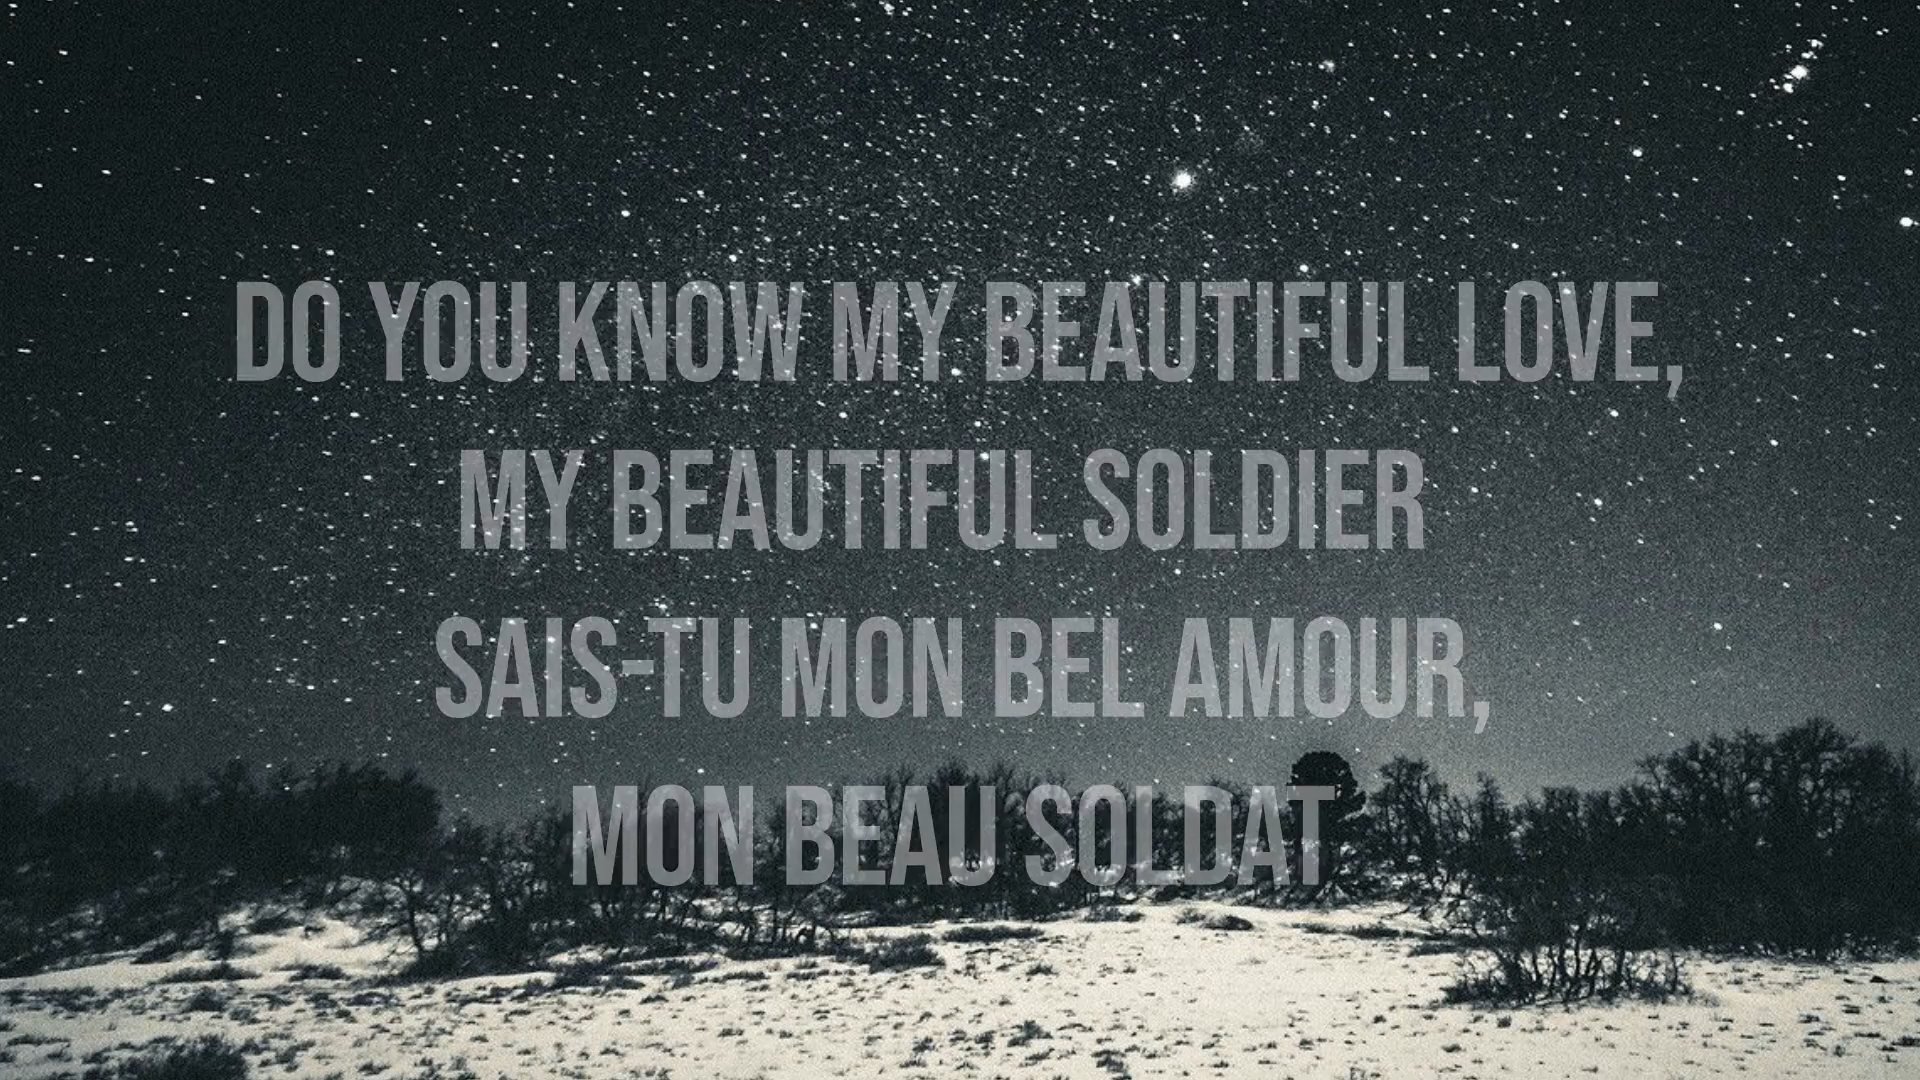 DO YOU KNOW MY BEAUTIFUL LOVE,
MY BEAUTIFUL SOLDIER
SAIS-TU MON BEL AMOUR,
MON BEAU SOLDAT